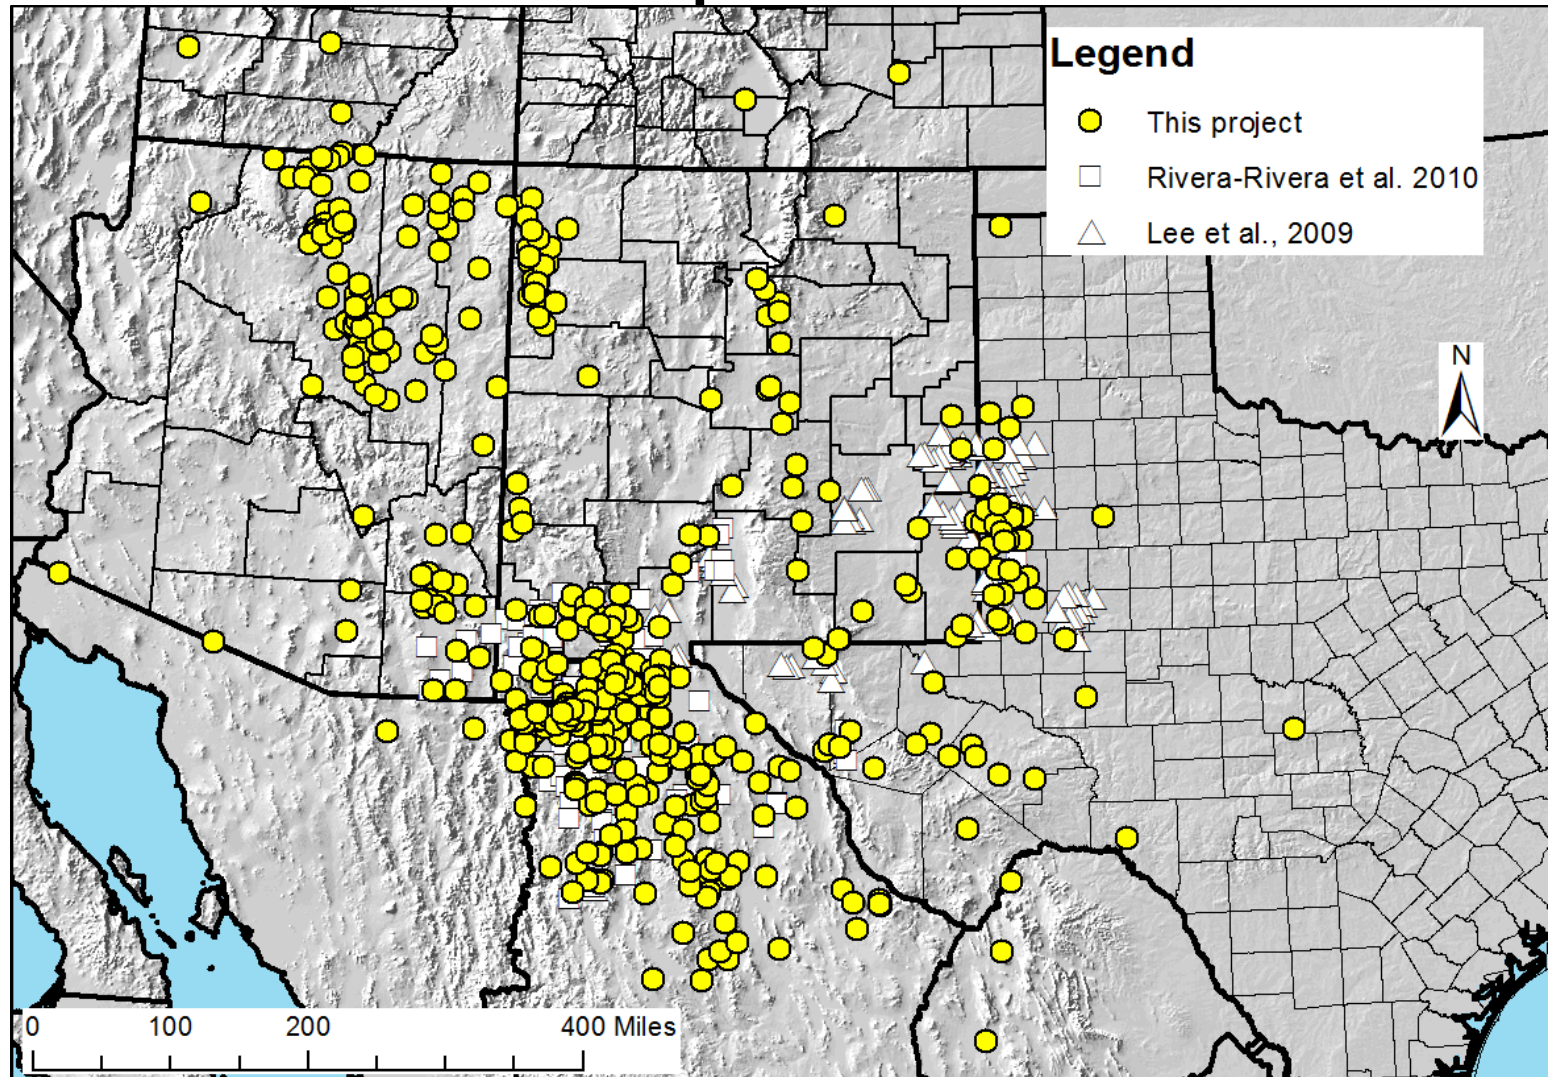 Legend
This project
Rivera-Rivera et al. 2010
Lee et al., 2009
N
0 100 200 400 Miles